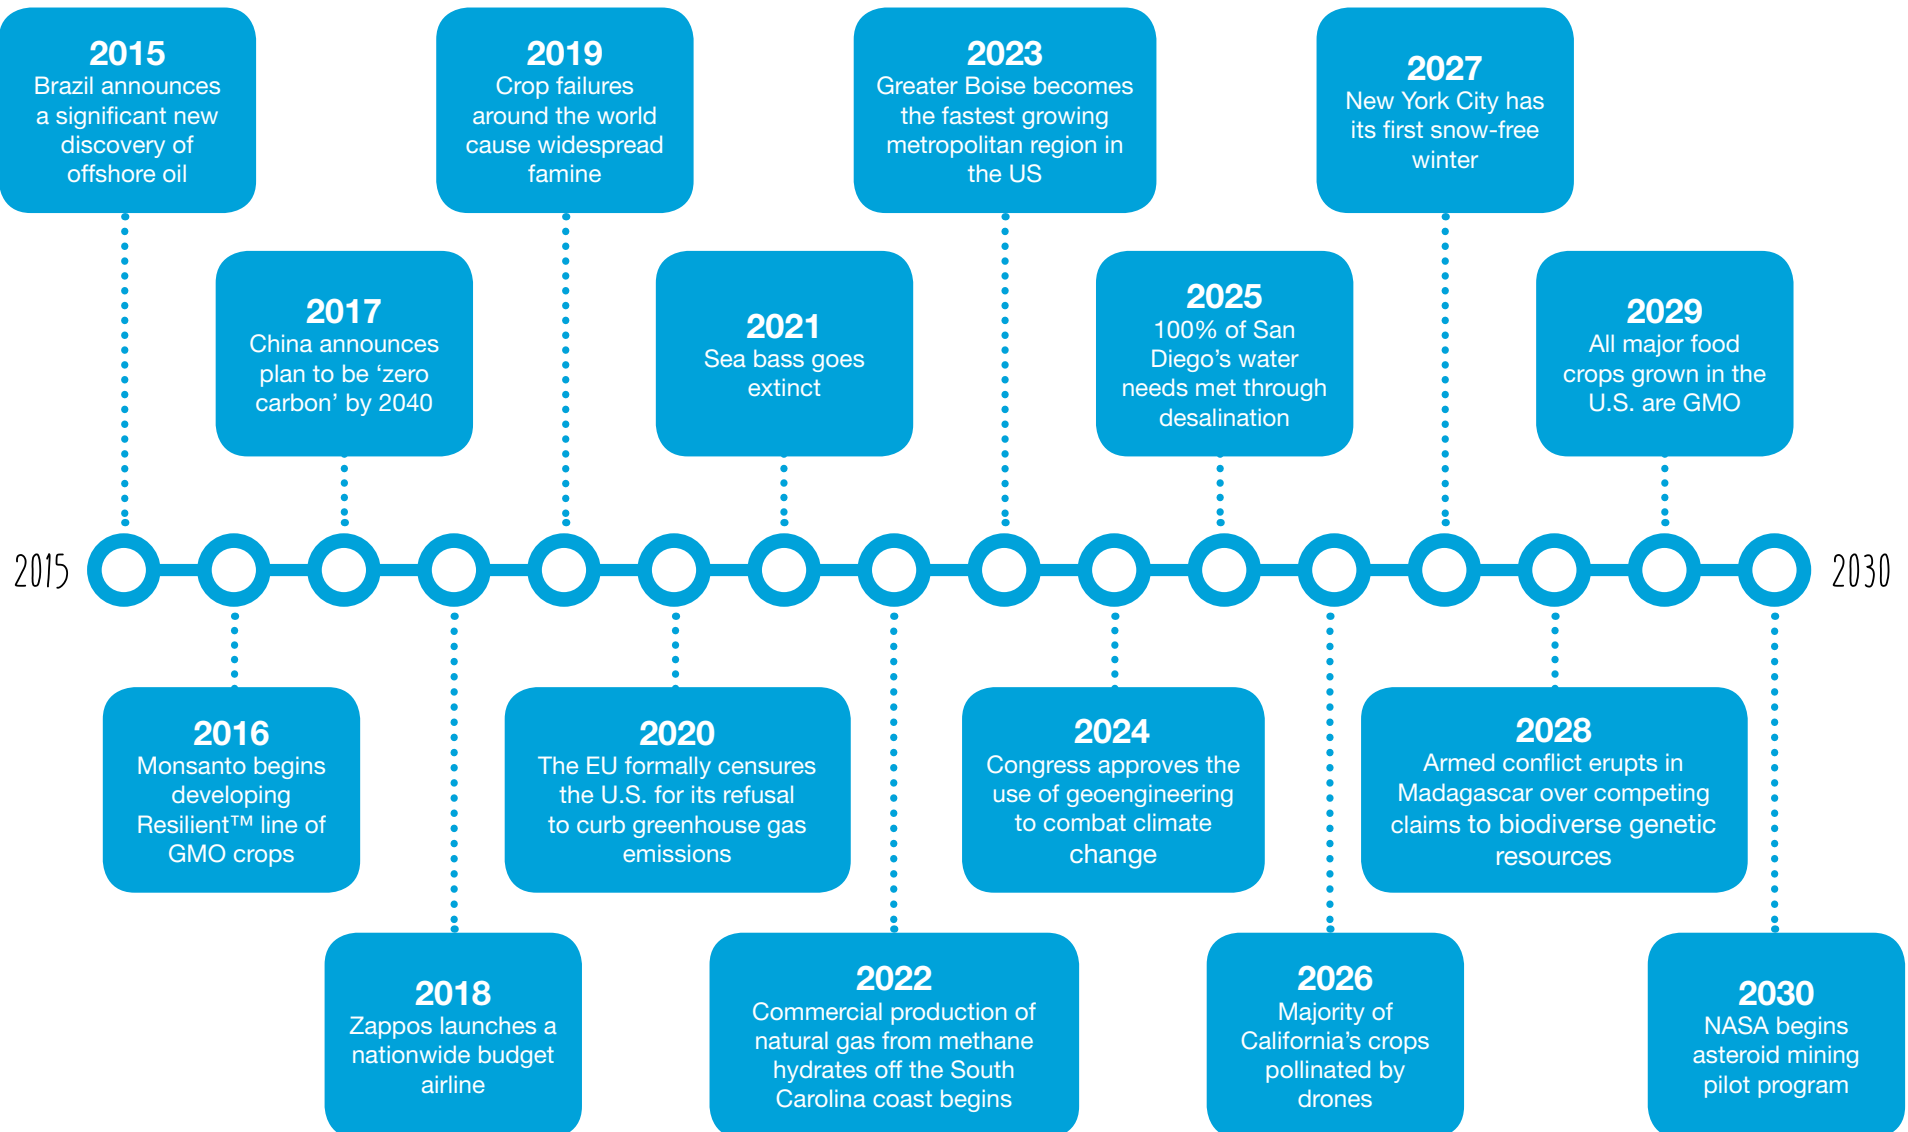 2015
Brazil announces
a significant new
discovery of
offshore oil
2019
Crop failures
around the world
cause widespread
famine
2023
Greater Boise becomes
the fastest growing
metropolitan region in
the US
2027
New York City has
its first snow-free
winter
2017
China announces
plan to be ‘zero
carbon’ by 2040
2021
Sea bass goes
extinct
2025
100% of San
Diego’s water
needs met through
desalination
2029
All major food
crops grown in the
U.S. are GMO
2015
2030
2016
Monsanto begins
developing
Resilient™ line of
GMO crops
2020
The EU formally censures
the U.S. for its refusal
to curb greenhouse gas
emissions
2024
Congress approves the
use of geoengineering
to combat climate
change
2028
Armed conflict erupts in
Madagascar over competing
claims to biodiverse genetic
resources
2018
Zappos launches a
nationwide budget
airline
2022
Commercial production of
natural gas from methane
hydrates off the South
Carolina coast begins
2026
Majority of
California’s crops
pollinated by
drones
2030
NASA begins
asteroid mining
pilot program